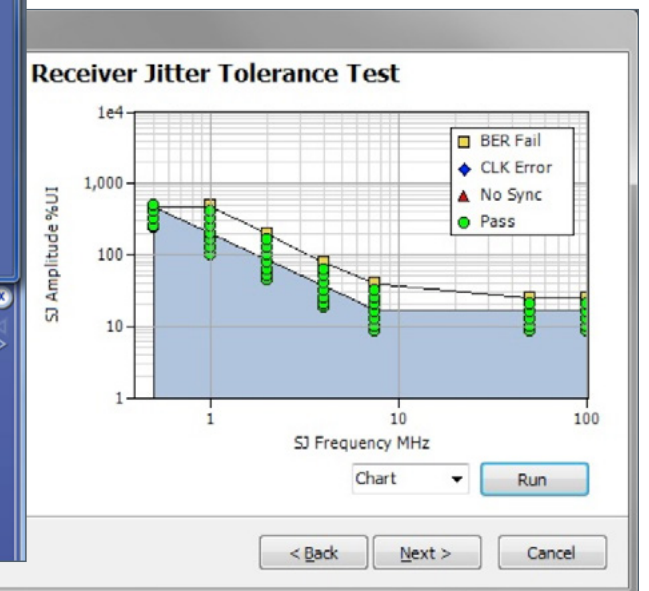 Receiver Jitter Tolerance Test
1e4
1,000
100
10
1
SJ Amplitude %UI
BER Fail
CLK Error
No Sync
Pass
1
10
100
SJ Frequency MHz
Chart
Run
< Back
Next >
Cancel